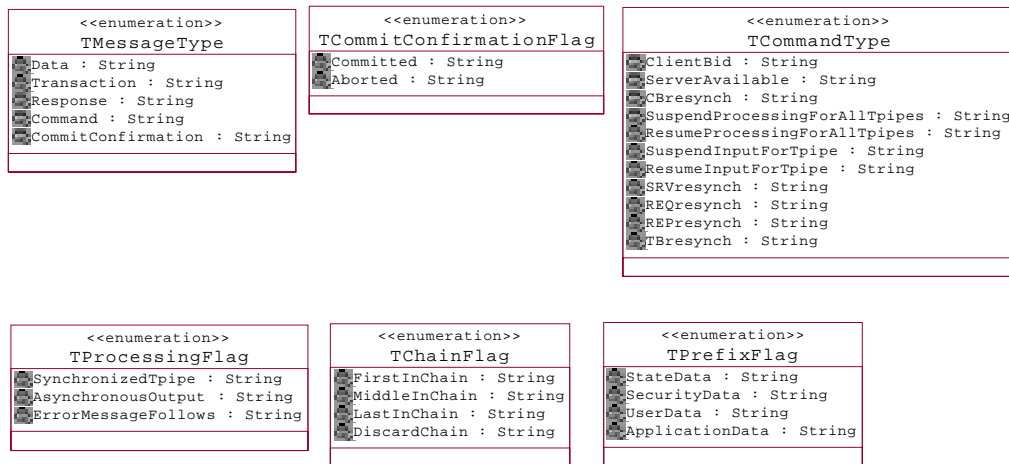 <<enumeration>>
TMessageType
Data : String
Transaction : String
Response : String
Command : String
CommitConfirmation : String
<<enumeration>>
TCommitConfirmationFlag
Committed : String
Aborted : String
<<enumeration>>
TCommandType
ClientBid : String
ServerAvailable : String
CBresynch : String
SuspendProcessingForAllTpipes : String
ResumeProcessingForAllTpipes : String
SuspendInputForTpipe : String
ResumeInputForTpipe : String
SRVresynch : String
REQresynch : String
REPresynch : String
TBresynch : String
<<enumeration>>
TProcessingFlag
SynchronizedTpipe : String
AsynchronousOutput : String
ErrorMessageFollows : String
<<enumeration>>
TChainFlag
FirstInChain : String
MiddleInChain : String
LastInChain : String
DiscardChain : String
<<enumeration>>
TPrefixFlag
StateData : String
SecurityData : String
UserData : String
ApplicationData : String